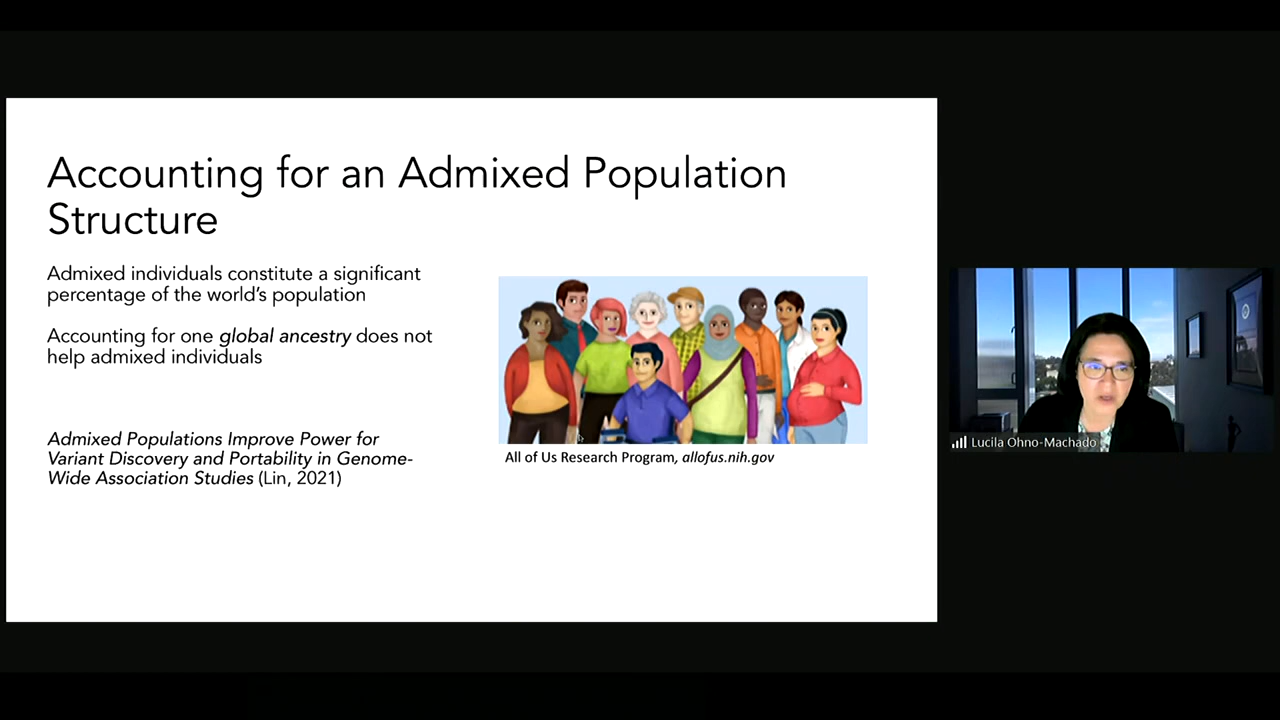 Accounting for an Admixed Population
Structure
Admixed individuals constitute a significant
percentage of the world's population
Accounting for one global ancestry does not
help admixed individuals
Admixed Populations Improve Power for
Variant Discovery and Portability in Genome-
Wide Association Studies (Lin, 2021)
All of Us Research Program, allofus.nih.gov
Lucila Ohno-Machado